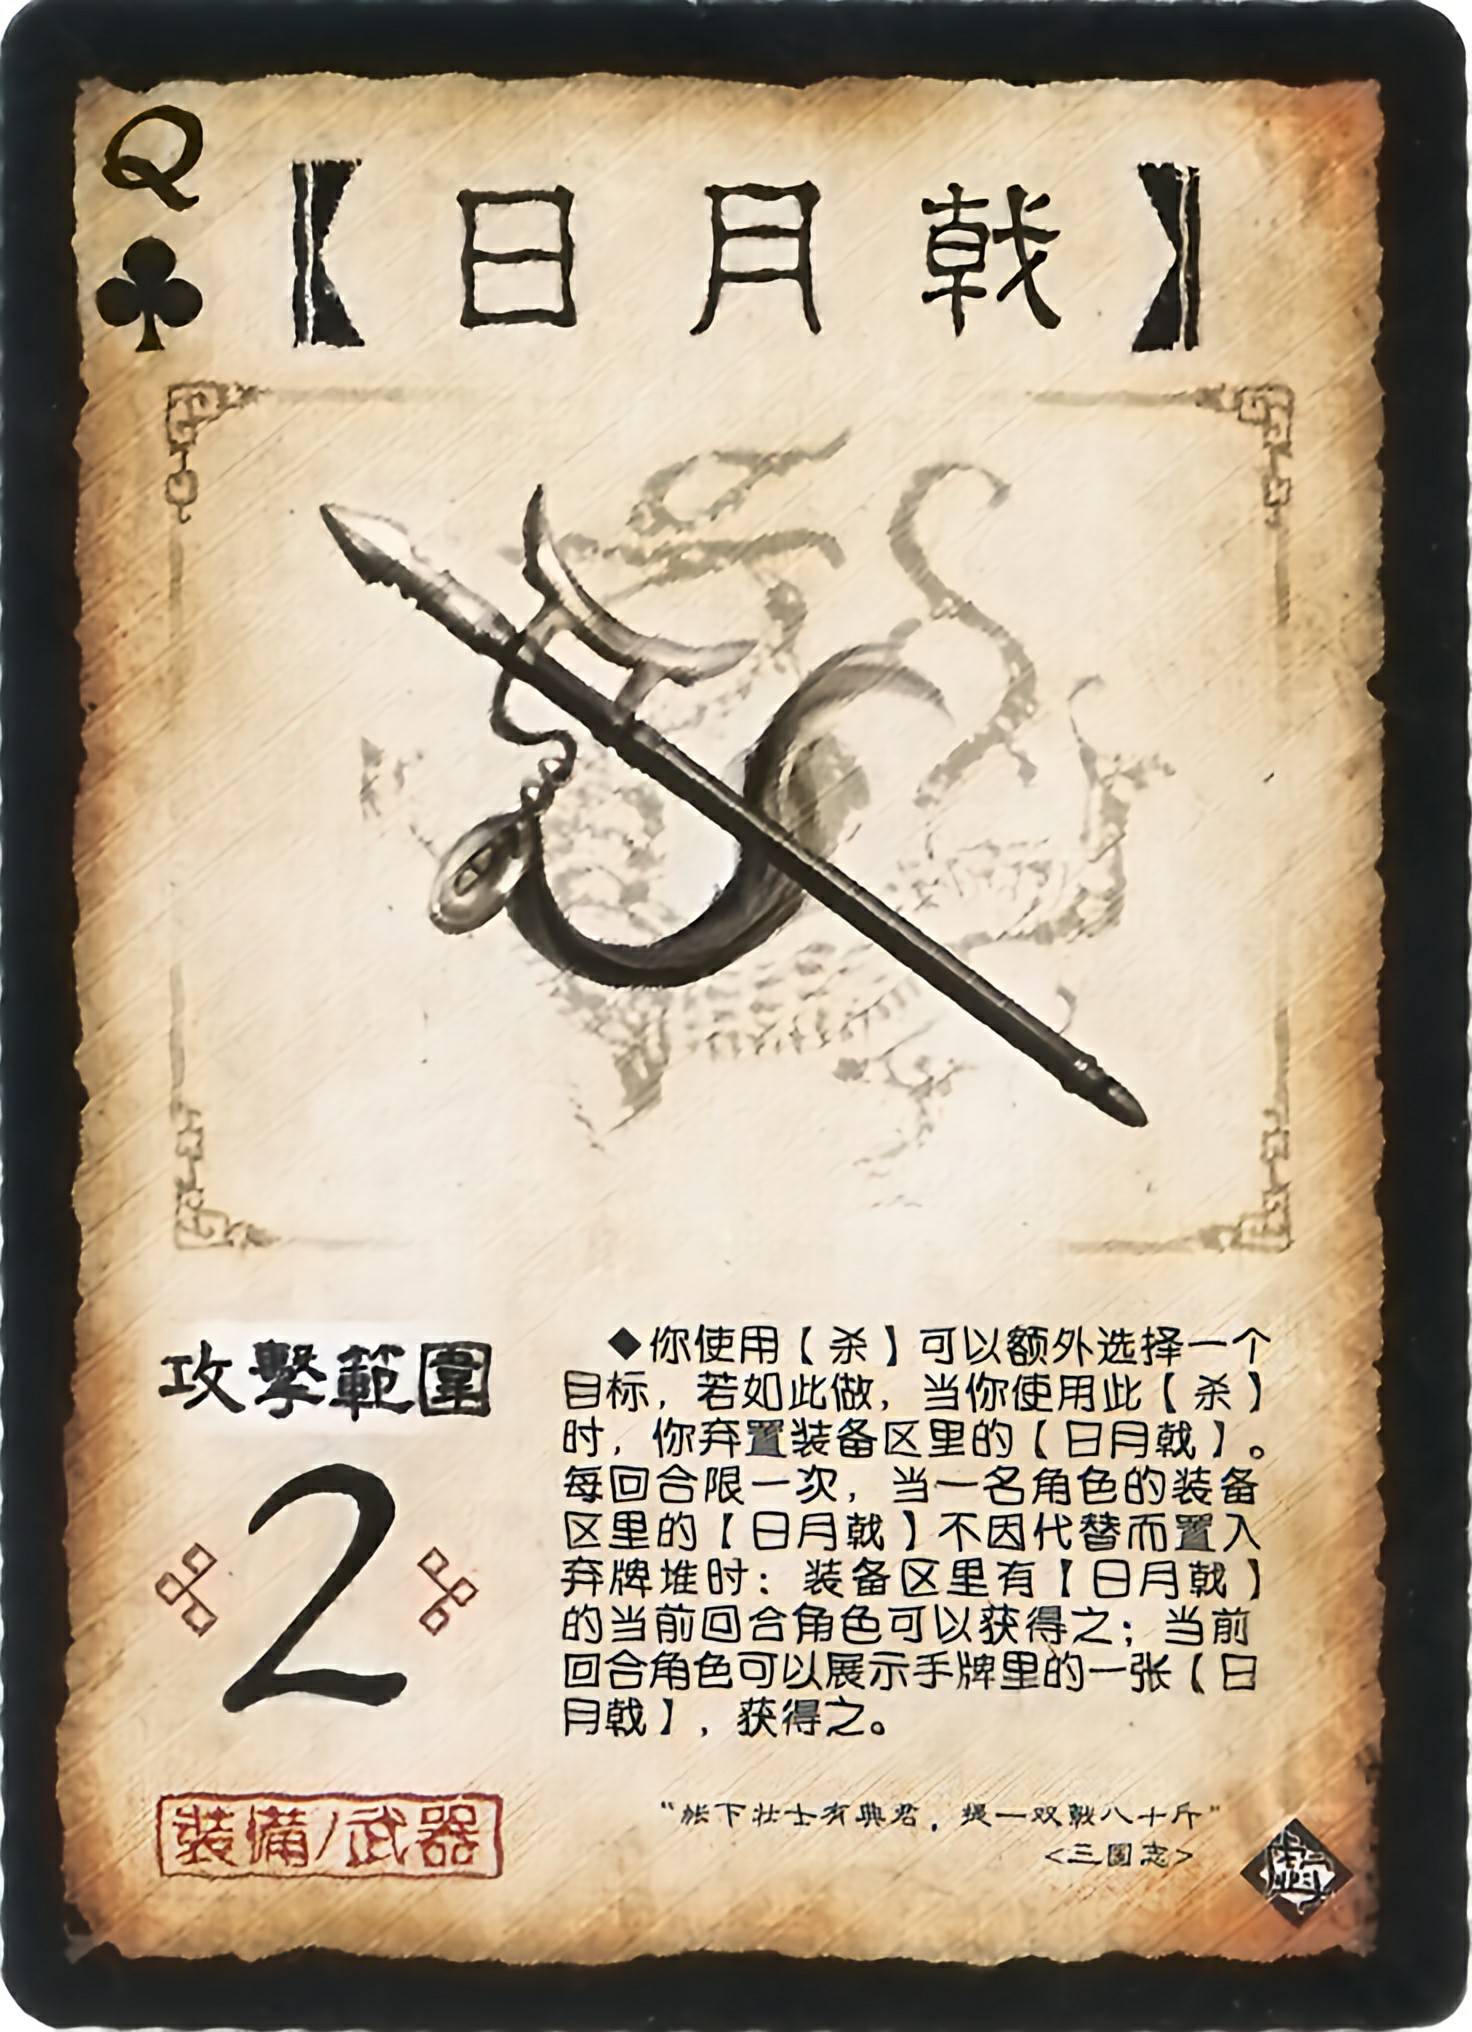 Q
【日月戟】
攻擊範圍
2
◆你使用【杀】可以额外选择一个
目标，若如此做，当你使用此【杀】
时，你弃置装备区里的【日月戟】。
每回合限一次，当一名角色的装备
区里的【日月戟】不因代替而置入
弃牌堆时：装备区里有【日月戟】
的当前回合角色可以获得之；当前
回合角色可以展示手牌里的一张【日
月戟】，获得之。
裝備/武器
“帐下壮士有典君，提一双戟八十斤”
<三國志>